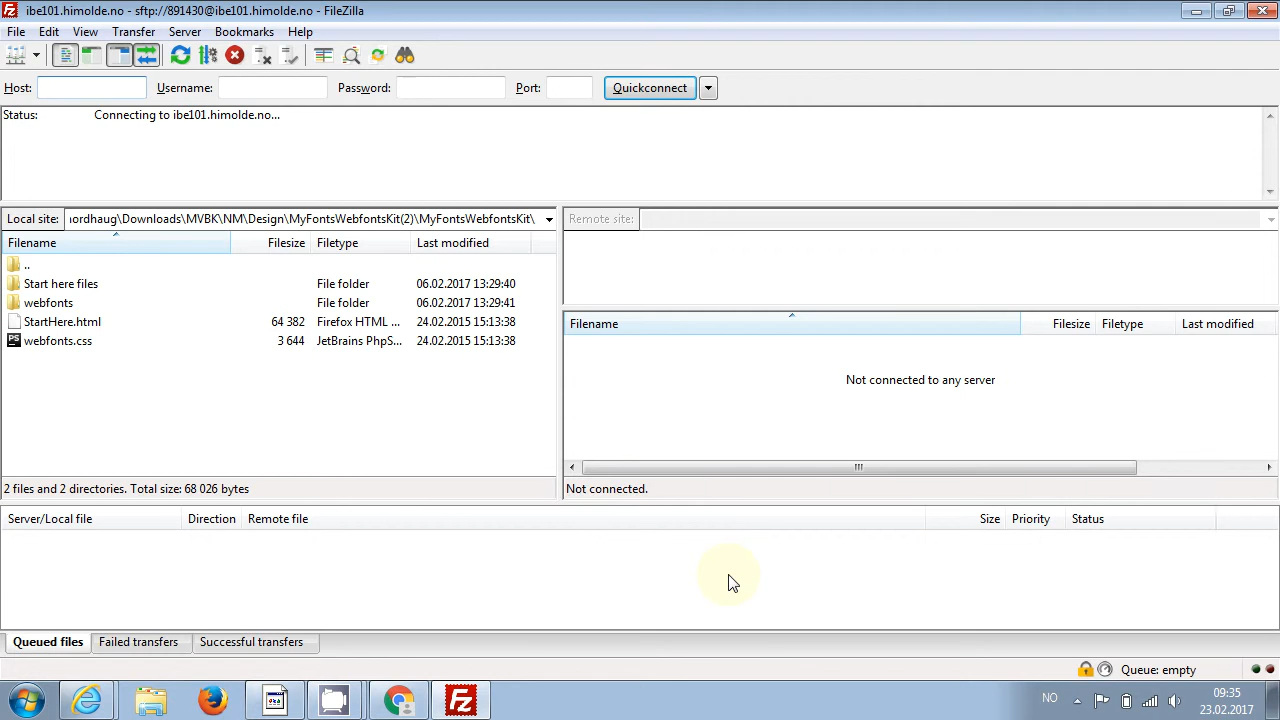 ibe101.himolde.no - sftp://891430@ibe101.himolde.no - FileZilla
File Edit View Transfer Server Bookmarks Help
Host: Username: Password: Port: Quickconnect
Status: Connecting to ibe101.himolde.no...
Local site: ıordhaug\Downloads\MVBK\NM\Design\MyFontsWebfontsKit(2)\MyFontsWebfontsKit\
Remote site:
Filename Filesize Filetype Last modified
..
Start here files File folder 06.02.2017 13:29:40
webfonts File folder 06.02.2017 13:29:41
StartHere.html 64 382 Firefox HTML ... 24.02.2015 15:13:38
webfonts.css 3 644 JetBrains PhpS... 24.02.2015 15:13:38
2 files and 2 directories. Total size: 68 026 bytes
Filename Filesize Filetype Last modified
Not connected to any server
Not connected.
Server/Local file Direction Remote file Size Priority Status
Queued files Failed transfers Successful transfers
Queue: empty
NO
09:35
23.02.2017